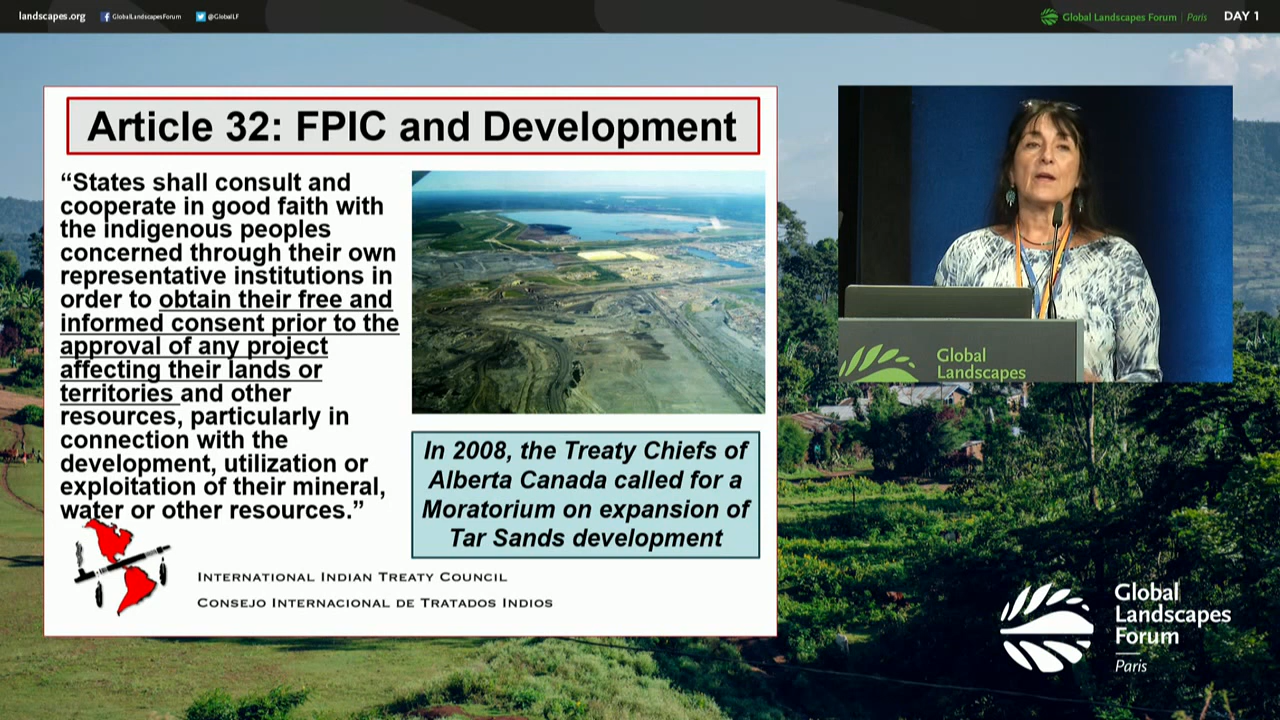 landscapes.org GlobalLandscapesForum @GlobalLF
Global Landscapes Forum | Paris DAY 1
Article 32: FPIC and Development
“States shall consult and
cooperate in good faith with
the indigenous peoples
concerned through their own
representative institutions in
order to obtain their free and
informed consent prior to the
approval of any project
affecting their lands or
territories and other
resources, particularly in
connection with the
development, utilization or
exploitation of their mineral,
water or other resources.”
In 2008, the Treaty Chiefs of
Alberta Canada called for a
Moratorium on expansion of
Tar Sands development
INTERNATIONAL INDIAN TREATY COUNCIL
CONSEJO INTERNACIONAL DE TRATADOS INDIOS
Global
Landscapes
Global
Landscapes
Forum
Paris